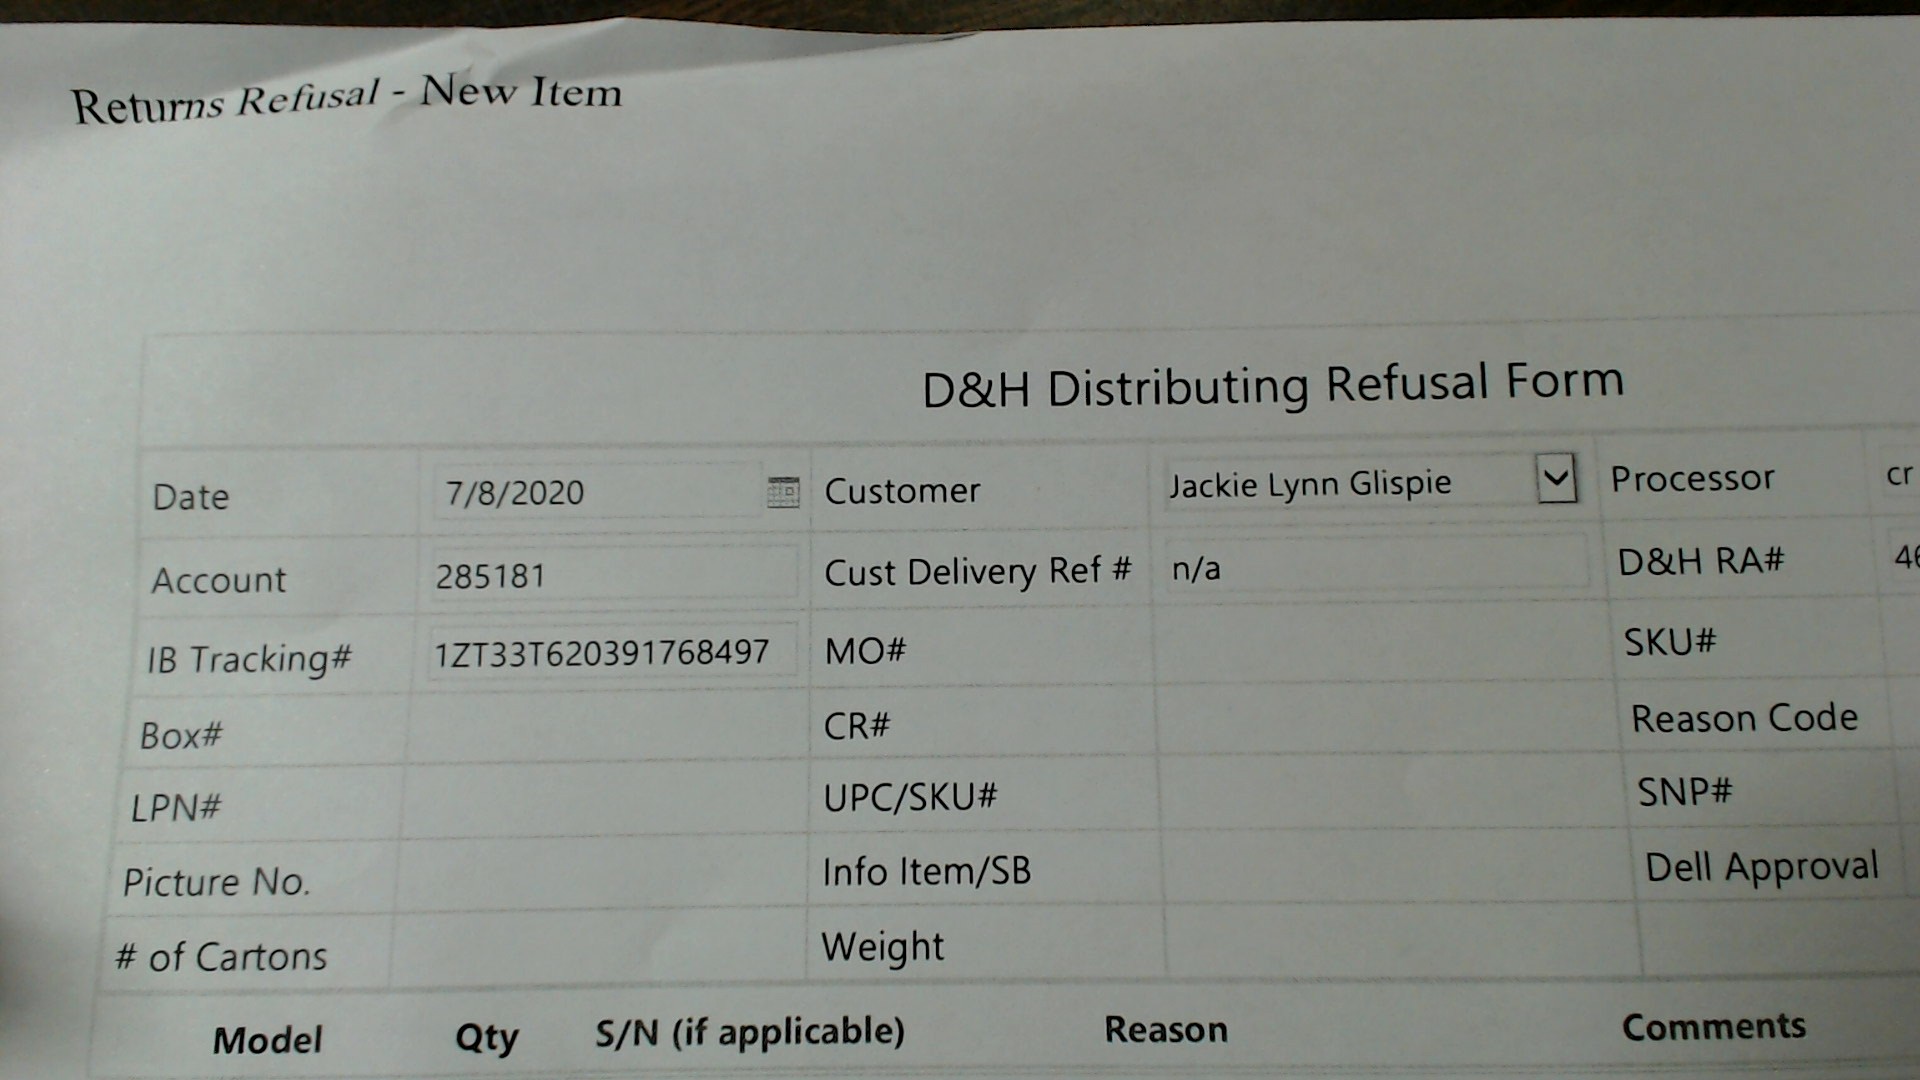 Returns Refusal - New Item
D&H Distributing Refusal Form
Date 7/8/2020 Customer Jackie Lynn Glispie Processor cr
Account 285181 Cust Delivery Ref # n/a D&H RA# 46
IB Tracking# 1ZT33T620391768497 MO# SKU#
Box# CR# Reason Code
LPN# UPC/SKU# SNP#
Picture No. Info Item/SB Dell Approval
# of Cartons Weight
Model Qty S/N (if applicable) Reason Comments